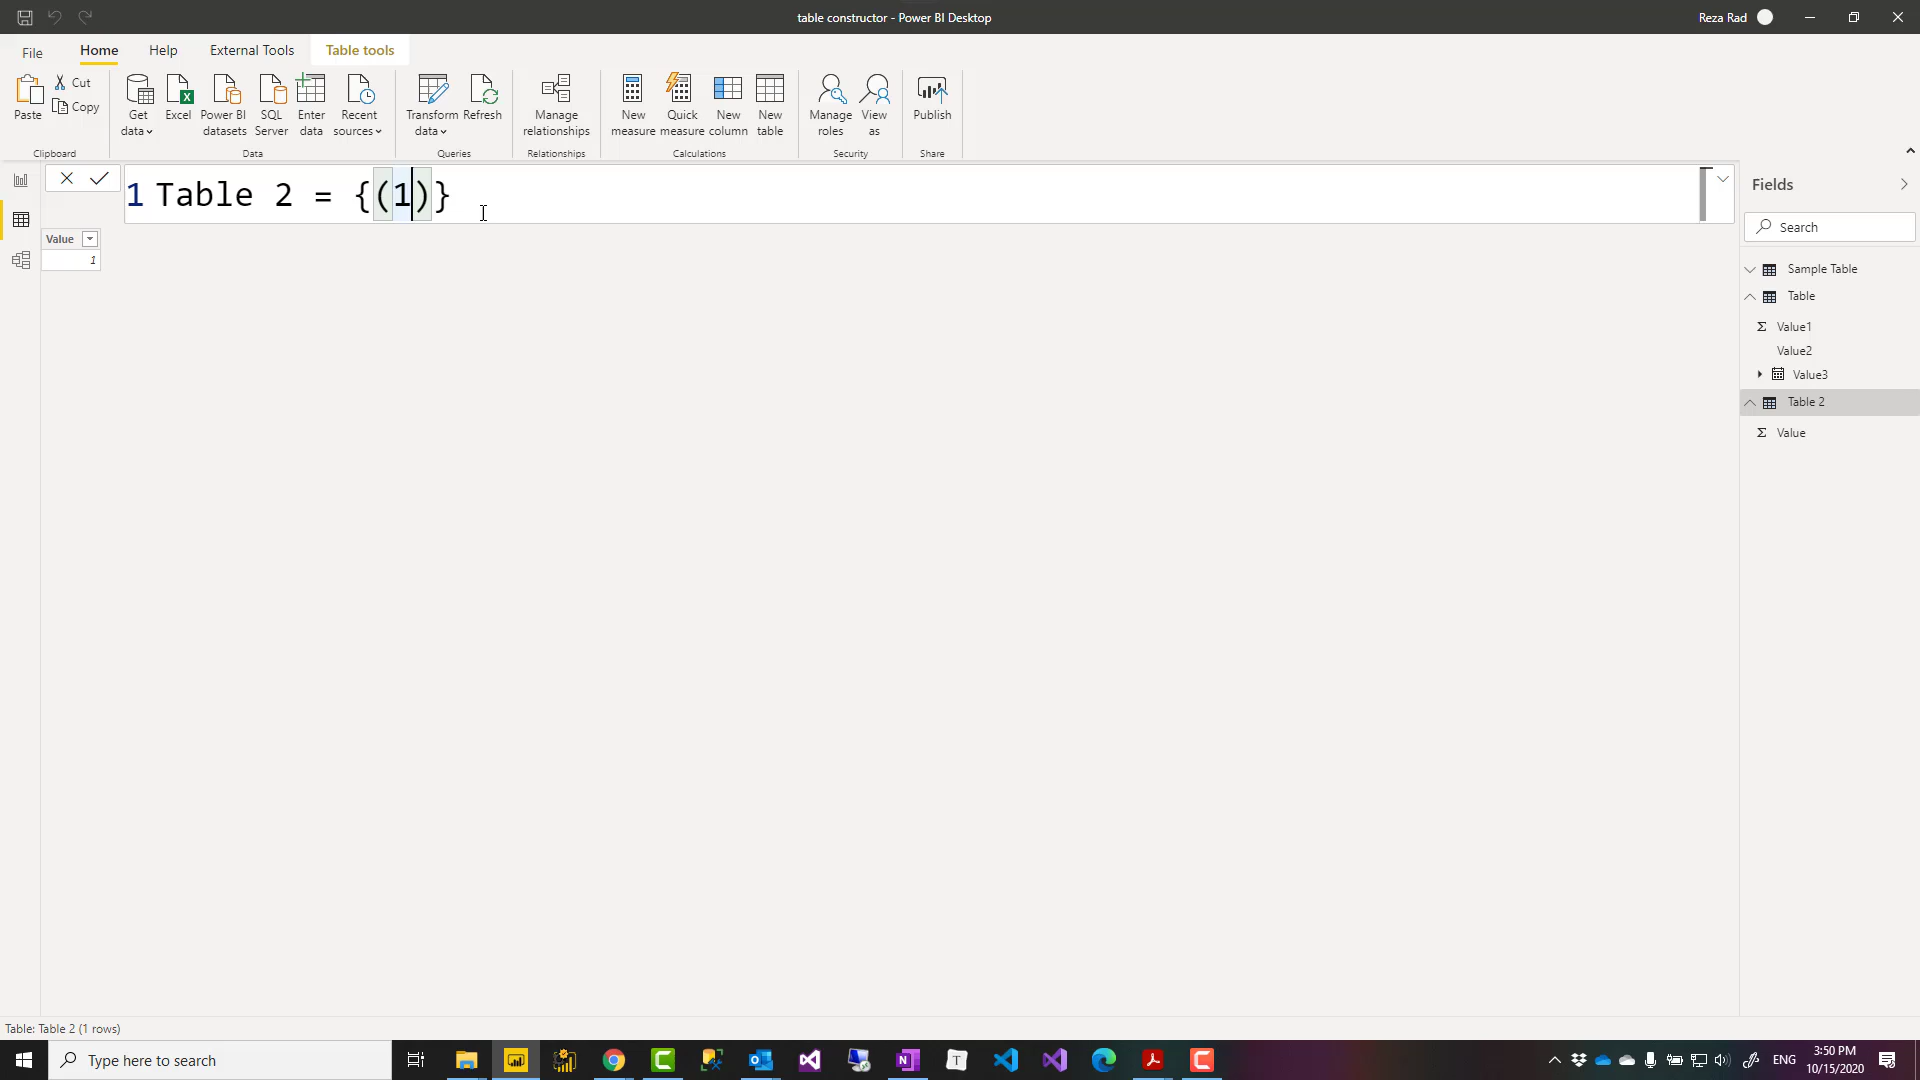 table constructor - Power BI Desktop
Reza Rad
File
Home
Help
External Tools
Table tools
Paste
Cut
Copy
Clipboard
Get data
Excel
Power BI datasets
SQL Server
Enter data
Recent sources
Data
Transform data
Refresh
Queries
Manage relationships
Relationships
New measure
Quick measure
New column
New table
Calculations
Manage roles
View as
Security
Publish
Share
1 Table 2 = {(1)}
Value
1
Fields
Search
Sample Table
Table
Σ Value1
Value2
Value3
Table 2
Σ Value
Table: Table 2 (1 rows)
Type here to search
ENG
3:50 PM
10/15/2020